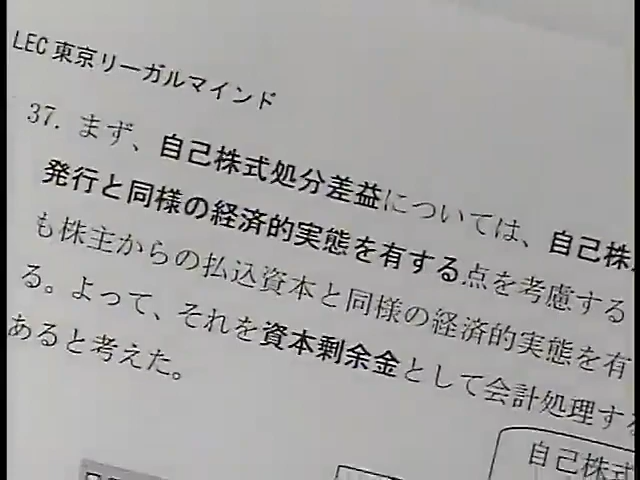 LEC東京リーガルマインド
37. まず、自己株式処分差益については、自己株
発行と同様の経済的実態を有する点を考慮する
も株主からの払込資本と同様の経済的実態を有
る。よって、それを資本剰余金として会計処理する
あると考えた。
自己株式